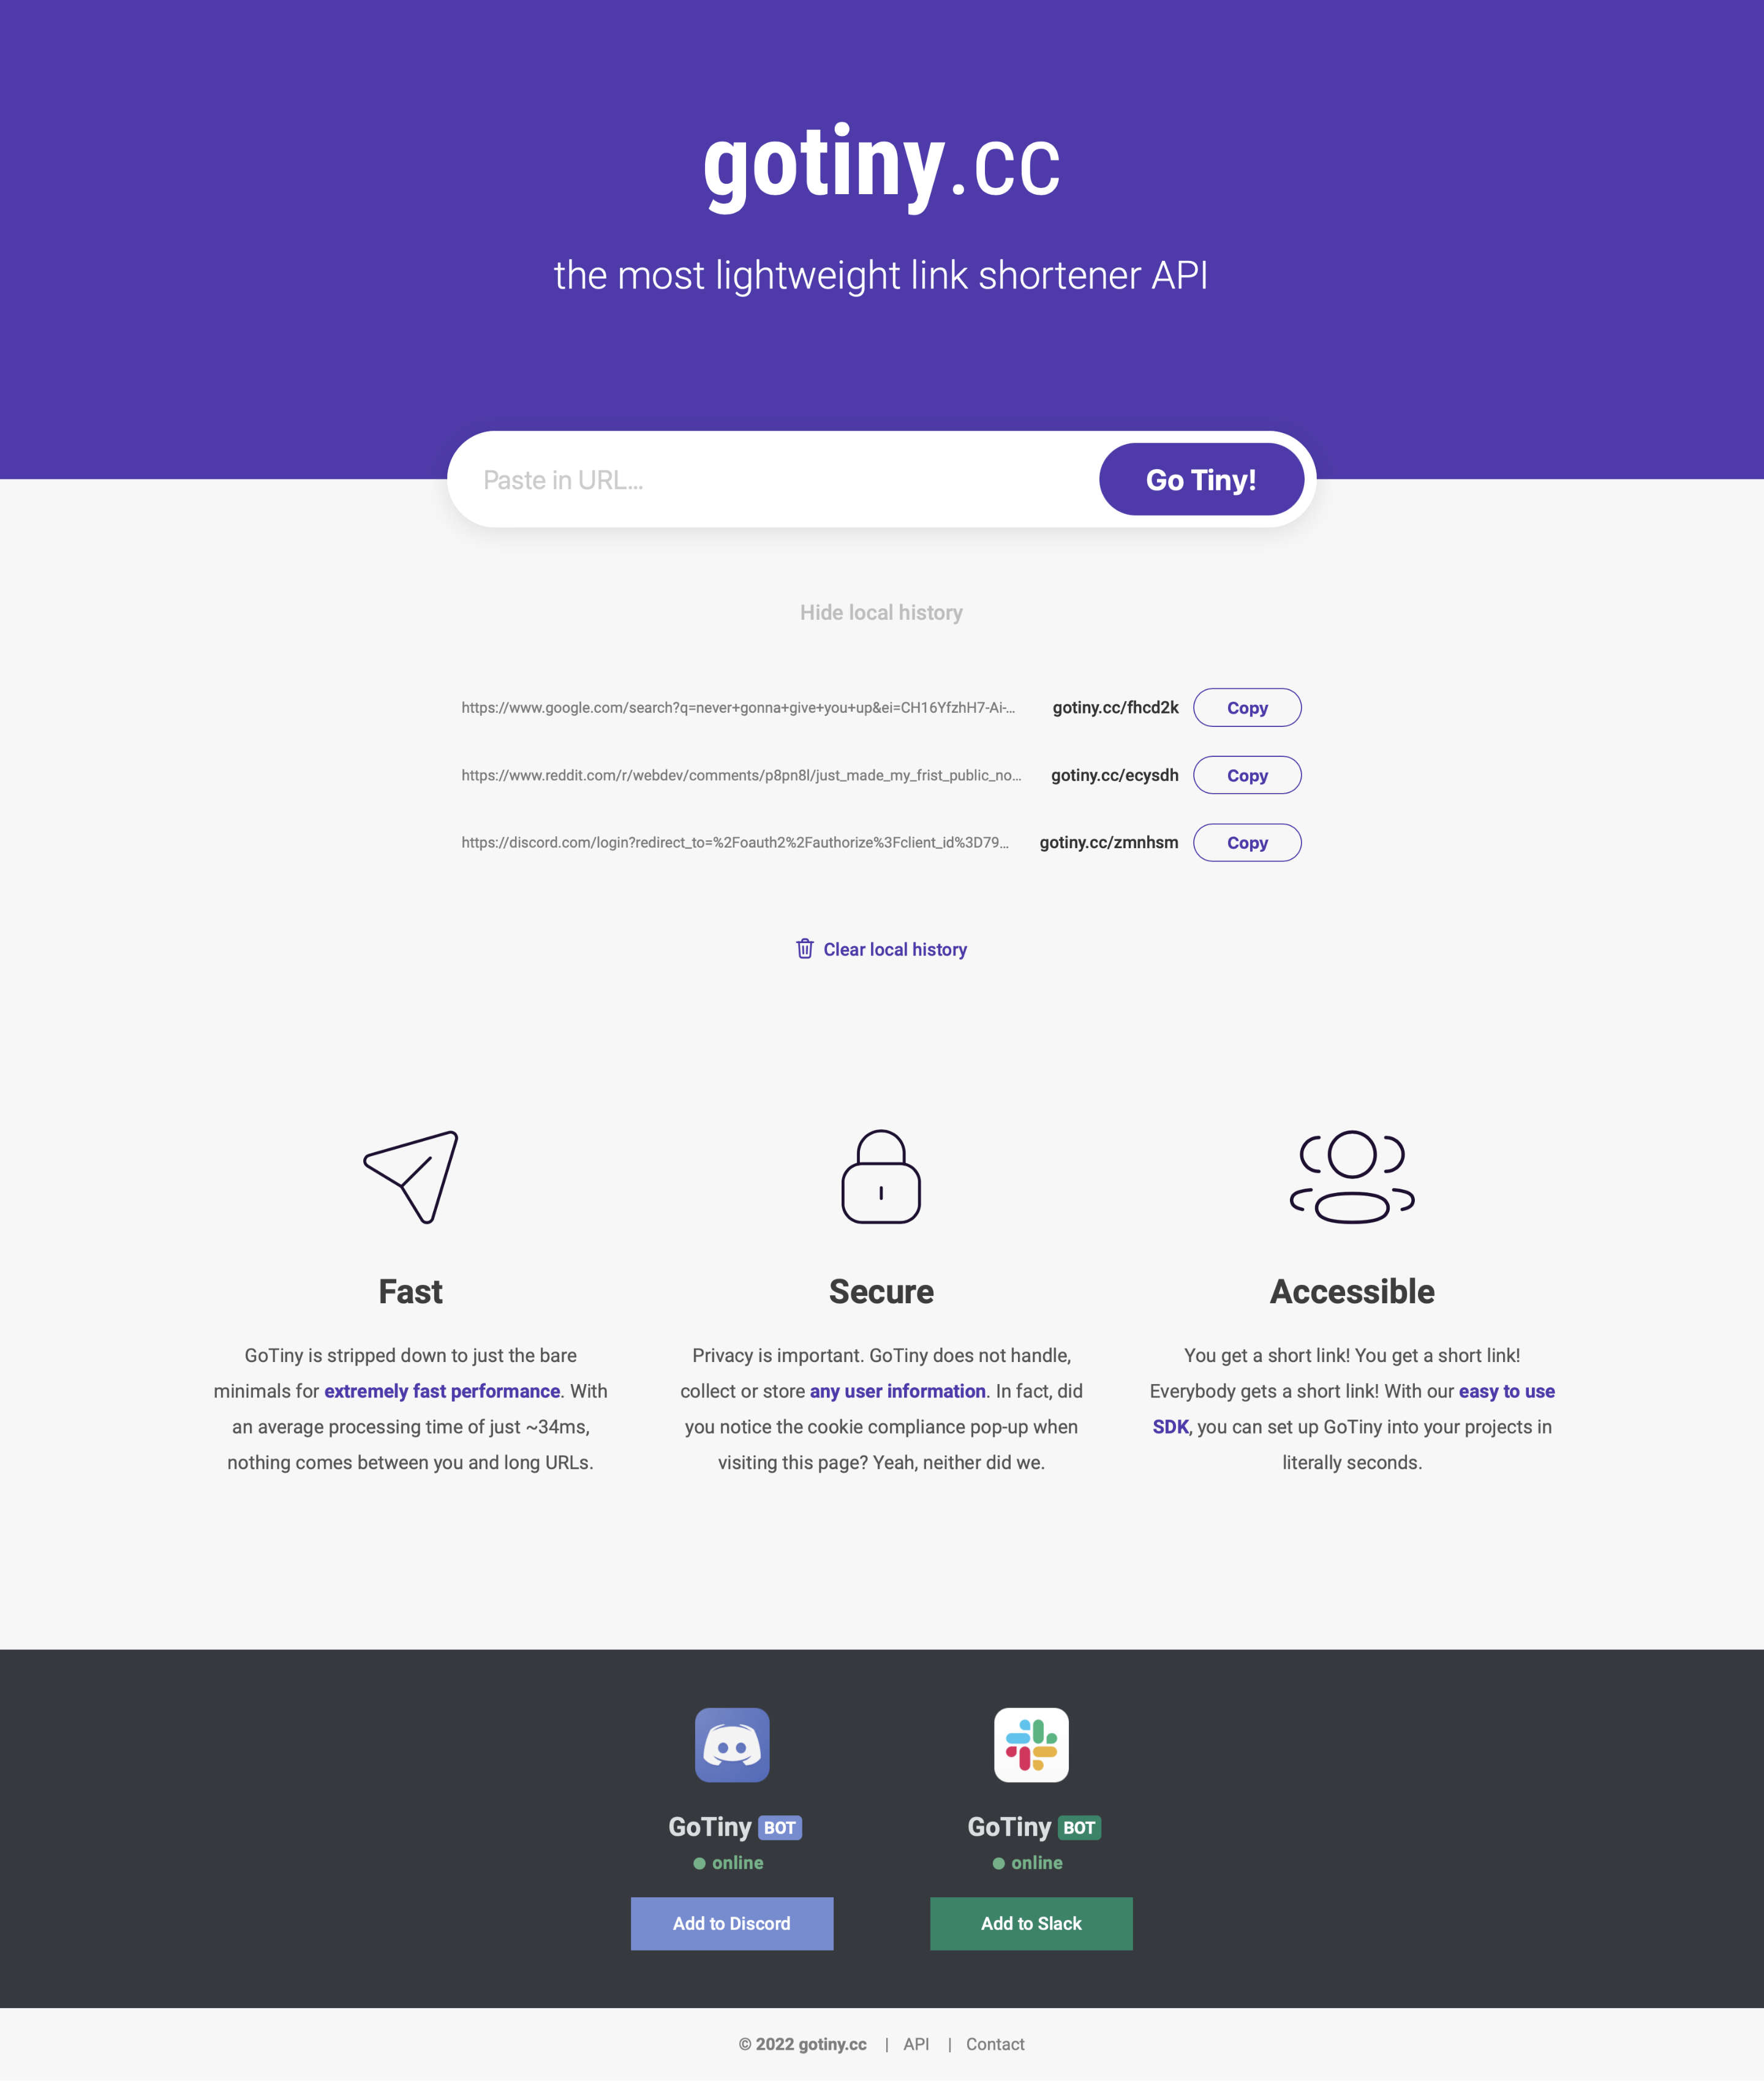 gotiny.cc
the most lightweight link shortener API
Paste in URL...
Go Tiny!
Hide local history
https://www.google.com/search?q=never+gonna+give+you+up&ei=CH16YfzhH7-Ai-... gotiny.cc/fhcd2k Copy
https://www.reddit.com/r/webdev/comments/p8pn8l/just_made_my_frist_public_no... gotiny.cc/ecysdh Copy
https://discord.com/login?redirect_to=%2Foauth2%2Fauthorize%3Fclient_id%3D79... gotiny.cc/zmnhsm Copy
Clear local history
Fast
GoTiny is stripped down to just the bare
minimals for extremely fast performance. With
an average processing time of just ~34ms,
nothing comes between you and long URLs.
Secure
Privacy is important. GoTiny does not handle,
collect or store any user information. In fact, did
you notice the cookie compliance pop-up when
visiting this page? Yeah, neither did we.
Accessible
You get a short link! You get a short link!
Everybody gets a short link! With our easy to use
SDK, you can set up GoTiny into your projects in
literally seconds.
GoTiny BOT
online
Add to Discord
GoTiny BOT
online
Add to Slack
© 2022 gotiny.cc | API | Contact